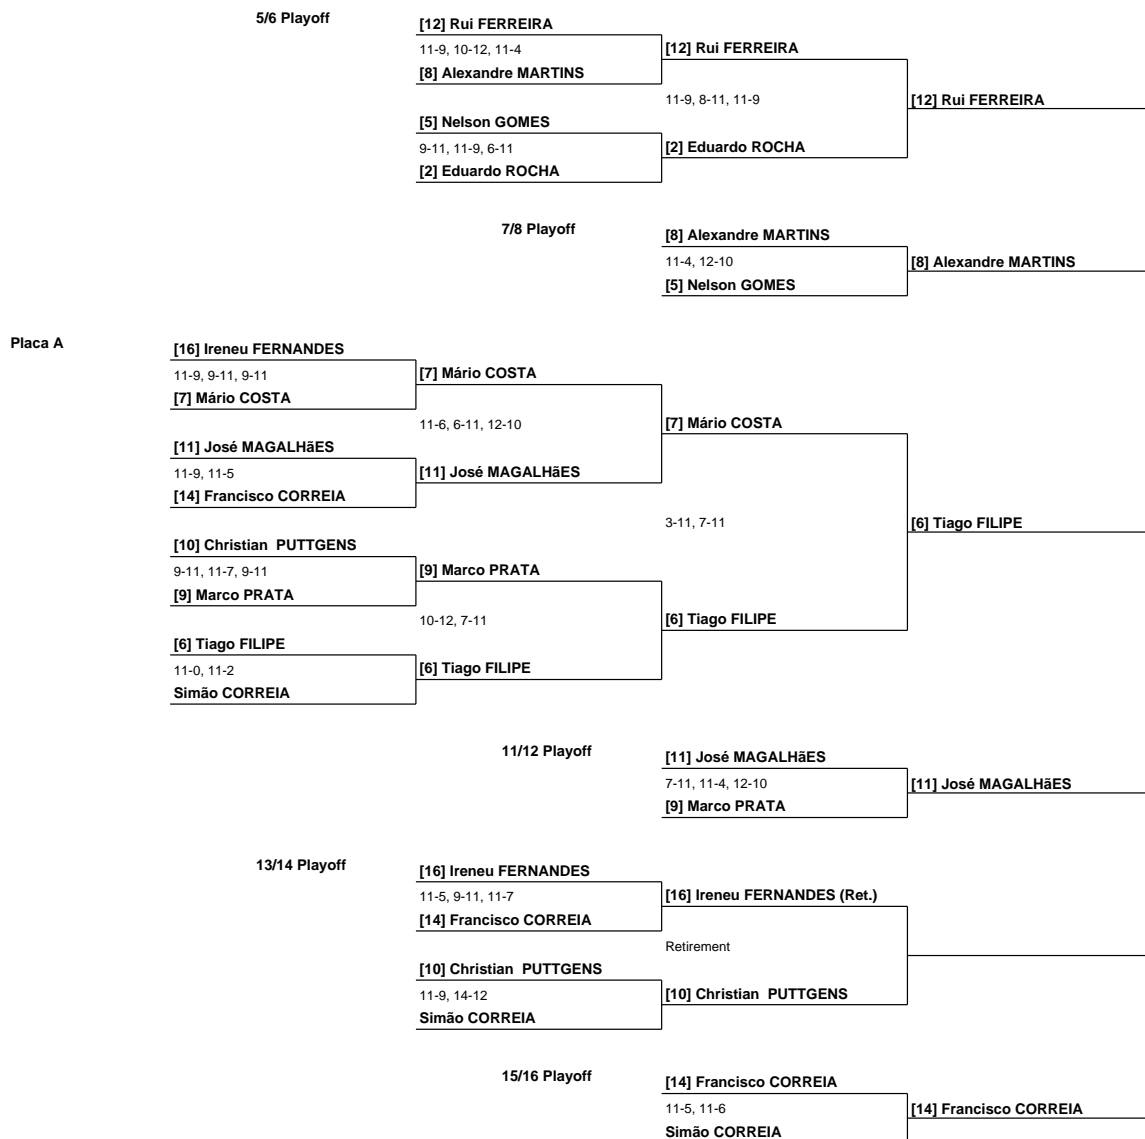 5/6 Playoff
[12] Rui FERREIRA
11-9, 10-12, 11-4
[8] Alexandre MARTINS
[12] Rui FERREIRA
11-9, 8-11, 11-9
[12] Rui FERREIRA
[5] Nelson GOMES
9-11, 11-9, 6-11
[2] Eduardo ROCHA
[2] Eduardo ROCHA
7/8 Playoff
[8] Alexandre MARTINS
11-4, 12-10
[5] Nelson GOMES
[8] Alexandre MARTINS
Placa A
[16] Ireneu FERNANDES
11-9, 9-11, 9-11
[7] Mário COSTA
[7] Mário COSTA
11-6, 6-11, 12-10
[7] Mário COSTA
[11] José MAGALHãES
11-9, 11-5
[14] Francisco CORREIA
[11] José MAGALHãES
3-11, 7-11
[6] Tiago FILIPE
[10] Christian  PUTTGENS
9-11, 11-7, 9-11
[9] Marco PRATA
[9] Marco PRATA
10-12, 7-11
[6] Tiago FILIPE
[6] Tiago FILIPE
11-0, 11-2
Simão CORREIA
[6] Tiago FILIPE
11/12 Playoff
[11] José MAGALHãES
7-11, 11-4, 12-10
[9] Marco PRATA
[11] José MAGALHãES
13/14 Playoff
[16] Ireneu FERNANDES
11-5, 9-11, 11-7
[14] Francisco CORREIA
[16] Ireneu FERNANDES (Ret.)
Retirement
[10] Christian  PUTTGENS
11-9, 14-12
Simão CORREIA
[10] Christian  PUTTGENS
15/16 Playoff
[14] Francisco CORREIA
11-5, 11-6
Simão CORREIA
[14] Francisco CORREIA